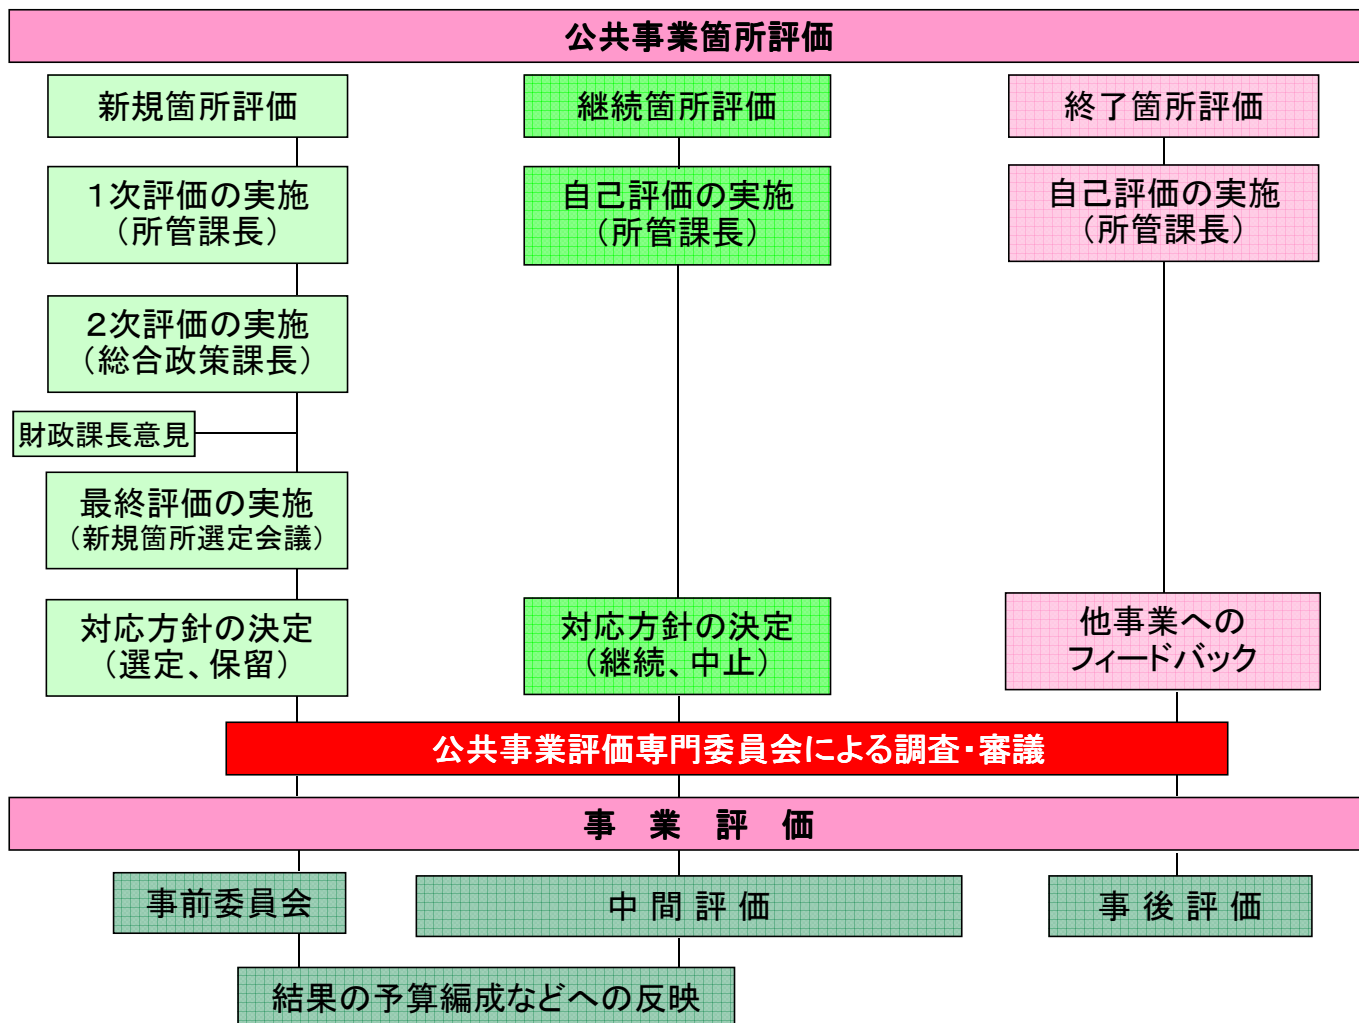 公共事業箇所評価
新規箇所評価
継続箇所評価
終了箇所評価
1次評価の実施
（所管課長）
自己評価の実施
（所管課長）
自己評価の実施
（所管課長）
2次評価の実施
（総合政策課長）
財政課長意見
最終評価の実施
（新規箇所選定会議）
対応方針の決定
（選定、保留）
対応方針の決定
（継続、中止）
他事業への
フィードバック
公共事業評価専門委員会による調査・審議
事 業 評 価
事前委員会
中 間 評 価
事 後 評 価
結果の予算編成などへの反映